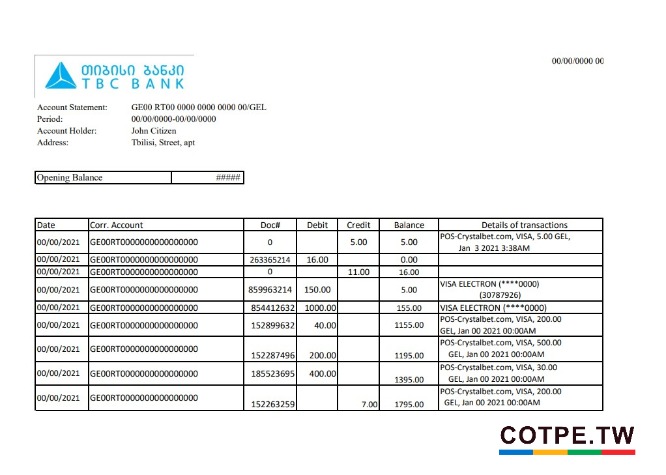 00/00/0000 00
თიბისი ბანკი
TBC BANK
Account Statement: GE00 RT00 0000 0000 0000 00/GEL
Period: 00/00/0000-00/00/0000
Account Holder: John Citizen
Address: Tbilisi, Street, apt
Opening Balance #####
Date Corr. Account Doc# Debit Credit Balance Details of transactions
00/00/2021 GE00RT0000000000000000 0 5.00 5.00 POS-Crystalbet.com, VISA, 5.00 GEL,
Jan 3 2021 3:38AM
00/00/2021 GE00RT0000000000000000 263365214 16.00 0.00
00/00/2021 GE00RT0000000000000000 0 11.00 16.00
00/00/2021 GE00RT0000000000000000 859963214 150.00 5.00 VISA ELECTRON (****0000)
(30787926)
00/00/2021 GE00RT0000000000000000 854412632 1000.00 155.00 VISA ELECTRON (****0000)
00/00/2021 GE00RT0000000000000000 152899632 40.00 1155.00 POS-Crystalbet.com, VISA, 200.00
GEL, Jan 00 2021 00:00AM
00/00/2021 GE00RT0000000000000000 152287496 200.00 1195.00 POS-Crystalbet.com, VISA, 500.00
GEL, Jan 00 2021 00:00AM
00/00/2021 GE00RT0000000000000000 185523695 400.00 1395.00 POS-Crystalbet.com, VISA, 30.00
GEL, Jan 00 2021 00:00AM
00/00/2021 GE00RT0000000000000000 152263259 7.00 1795.00 POS-Crystalbet.com, VISA, 200.00
GEL, Jan 00 2021 00:00AM
COTPE.TW